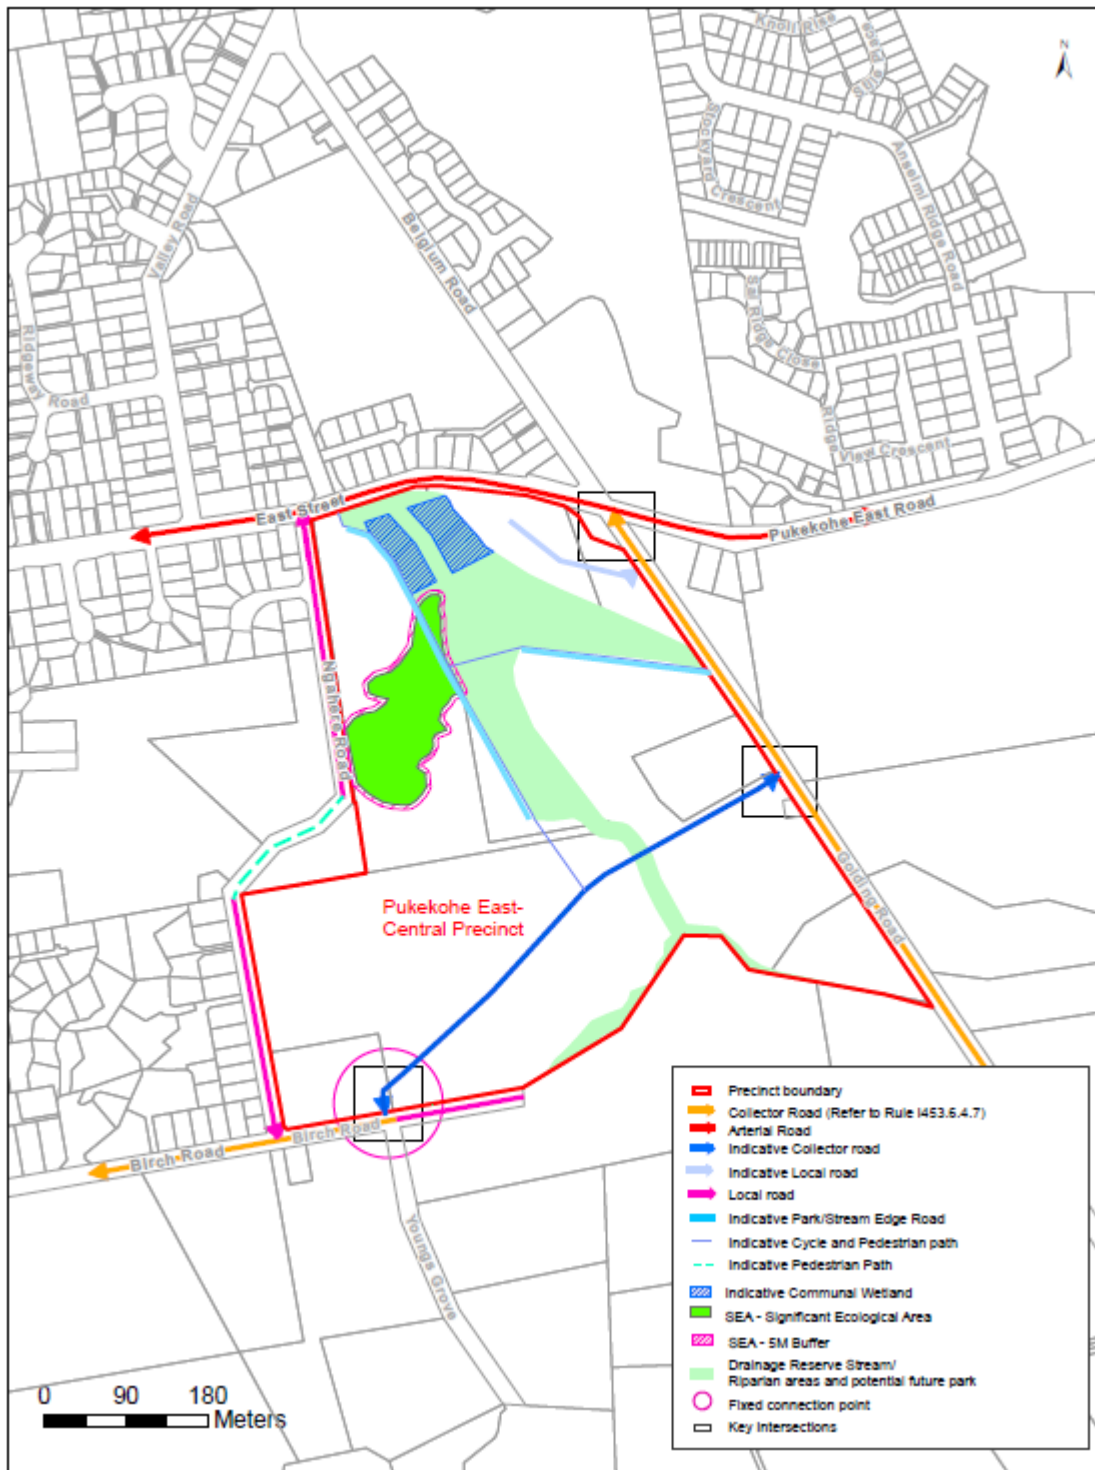 Knoll Rise
Stile Place
N
Stockyard
Crescent
Anselmi Ridge Road
Valley Road
Belgium Road
Ridgeway
Road
Sal Ridge Close
Ridge
View Crescent
East Street
Pukekohe East Road
Ngahere Road
Golding Road
Pukekohe East-
Central Precinct
Birch Road
Birch Road
Youngs Grove
Precinct boundary
Collector Road (Refer to Rule I453.6.4.7)
Arterial Road
Indicative Collector road
Indicative Local road
Local road
Indicative Park/Stream Edge Road
Indicative Cycle and Pedestrian path
Indicative Pedestrian Path
Indicative Communal Wetland
SEA - Significant Ecological Area
SEA - 5M Buffer
Drainage Reserve Stream/
Riparian areas and potential future park
Fixed connection point
Key Intersections
0 90 180
Meters